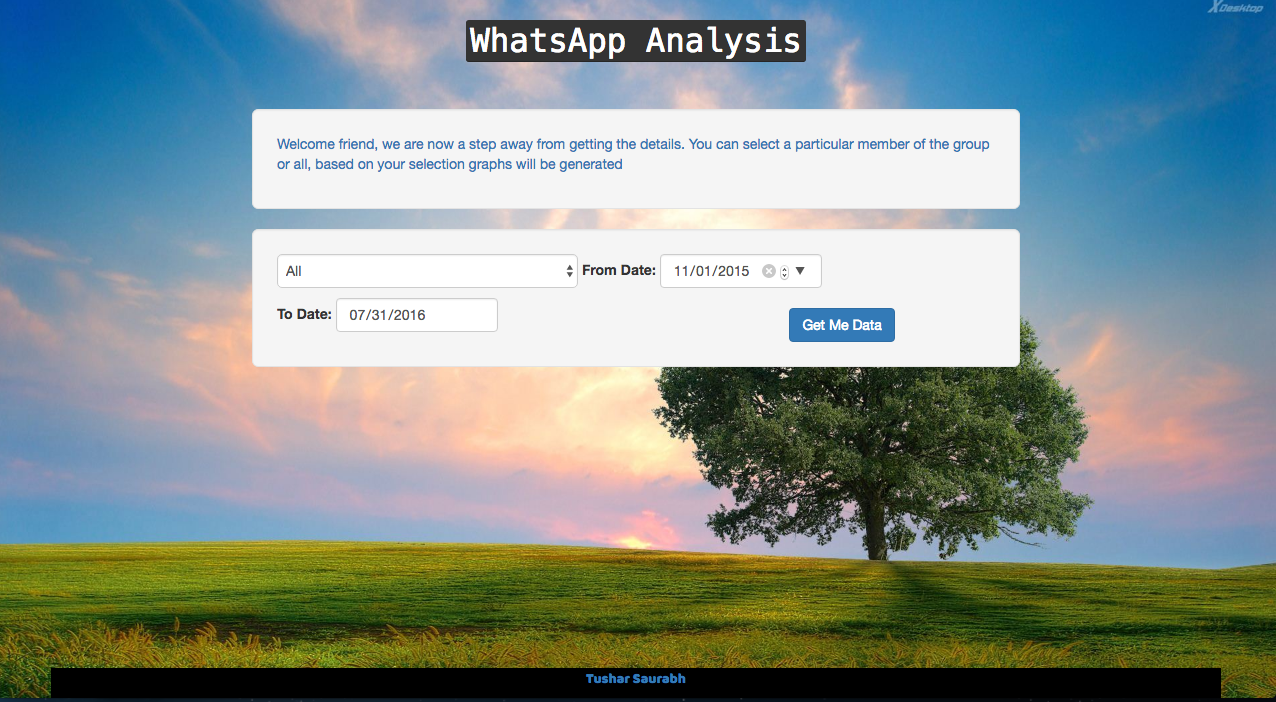 XDesktop
WhatsApp Analysis
Welcome friend, we are now a step away from getting the details. You can select a particular member of the group
or all, based on your selection graphs will be generated
All From Date: 11/01/2015
To Date: 07/31/2016
Get Me Data
Tushar Saurabh